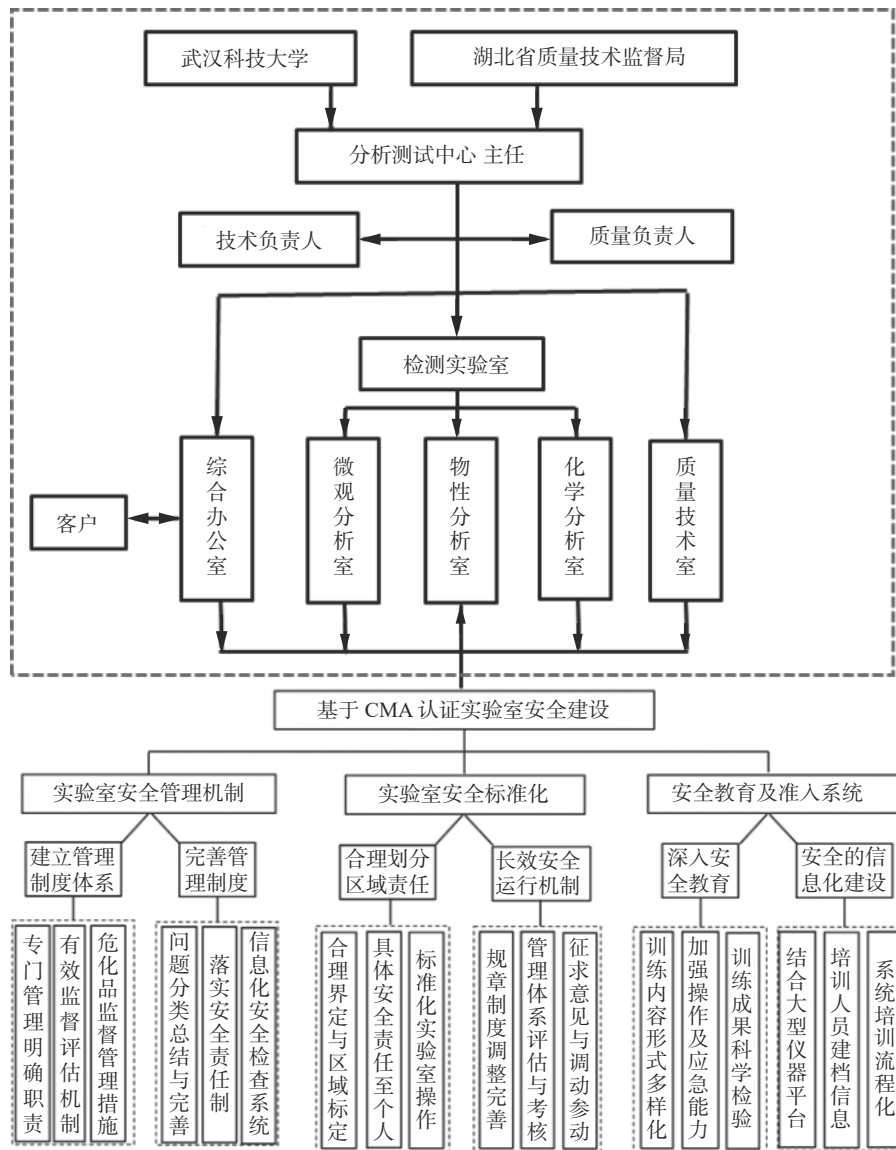 武汉科技大学
湖北省质量技术监督局
分析测试中心 主任
技术负责人
质量负责人
检测实验室
综合办公室
微观分析室
物性分析室
化学分析室
质量技术室
客户
基于 CMA 认证实验室安全建设
实验室安全管理机制
实验室安全标准化
安全教育及准入系统
建立管理
制度体系
完善管
理制度
合理划分
区域责任
长效安全
运行机制
深入安
全教育
安全的信
息化建设
专门管理明确职责
有效监督评估机制
危化品监督管理措施
问题分类总结与完善
落实安全责任制
信息化安全检查系统
合理界定与区域标定
具体安全责任至个人
标准化实验室操作
规章制度调整完善
管理体系评估与考核
征求意见与调动参动
训练内容形式多样化
加强操作及应急能力
训练成果科学检验
结合大型仪器平台
培训人员建档信息
系统培训流程化